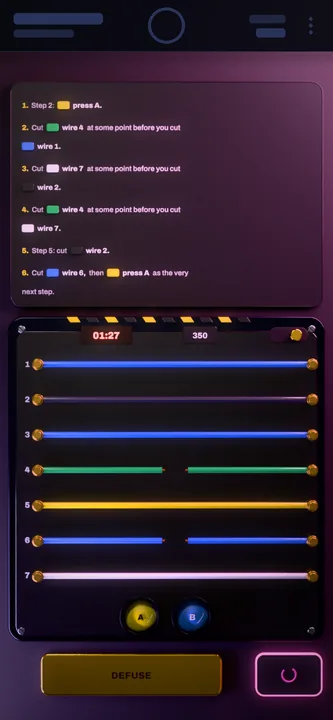 1. Step 2: press A.
2. Cut wire 4 at some point before you cut
wire 1.
3. Cut wire 7 at some point before you cut
wire 2.
4. Cut wire 4 at some point before you cut
wire 7.
5. Step 5: cut wire 2.
6. Cut wire 6, then press A as the very
next step.
01:27 350
1
2
3
4
5
6
7
A B
DEFUSE